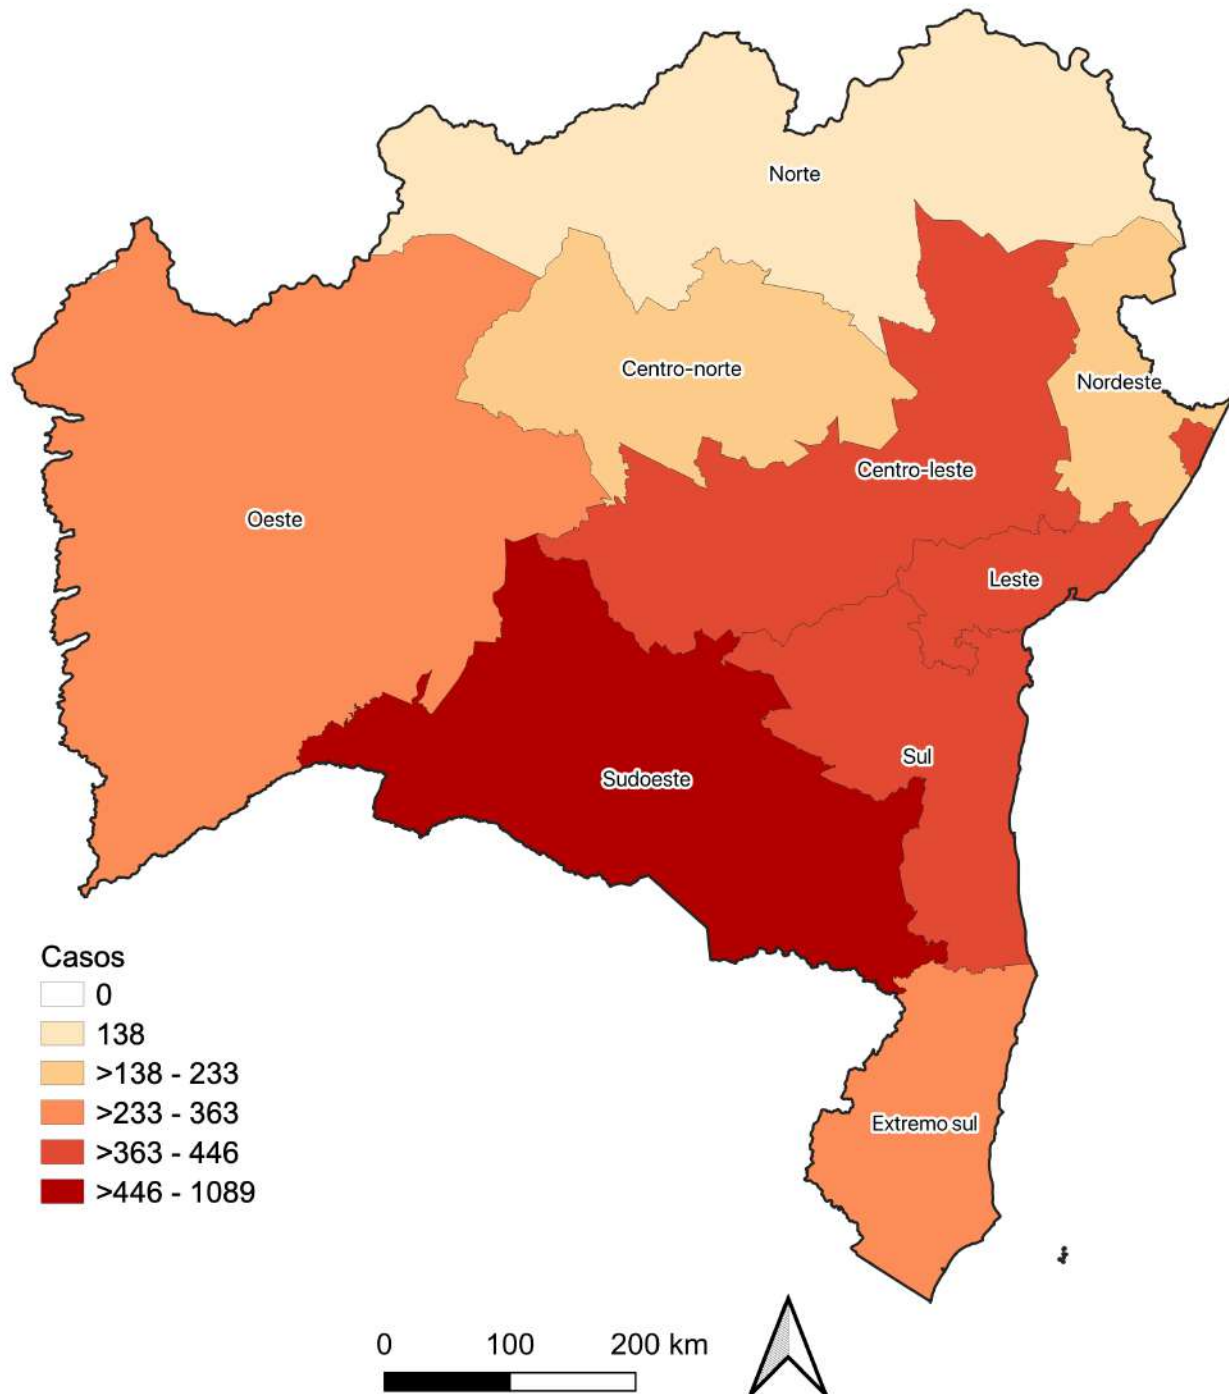 Norte
Centro-norte
Nordeste
Centro-leste
Oeste
Leste
Sul
Sudoeste
Extremo sul
Casos
0
138
>138 - 233
>233 - 363
>363 - 446
>446 - 1089
0 100 200 km